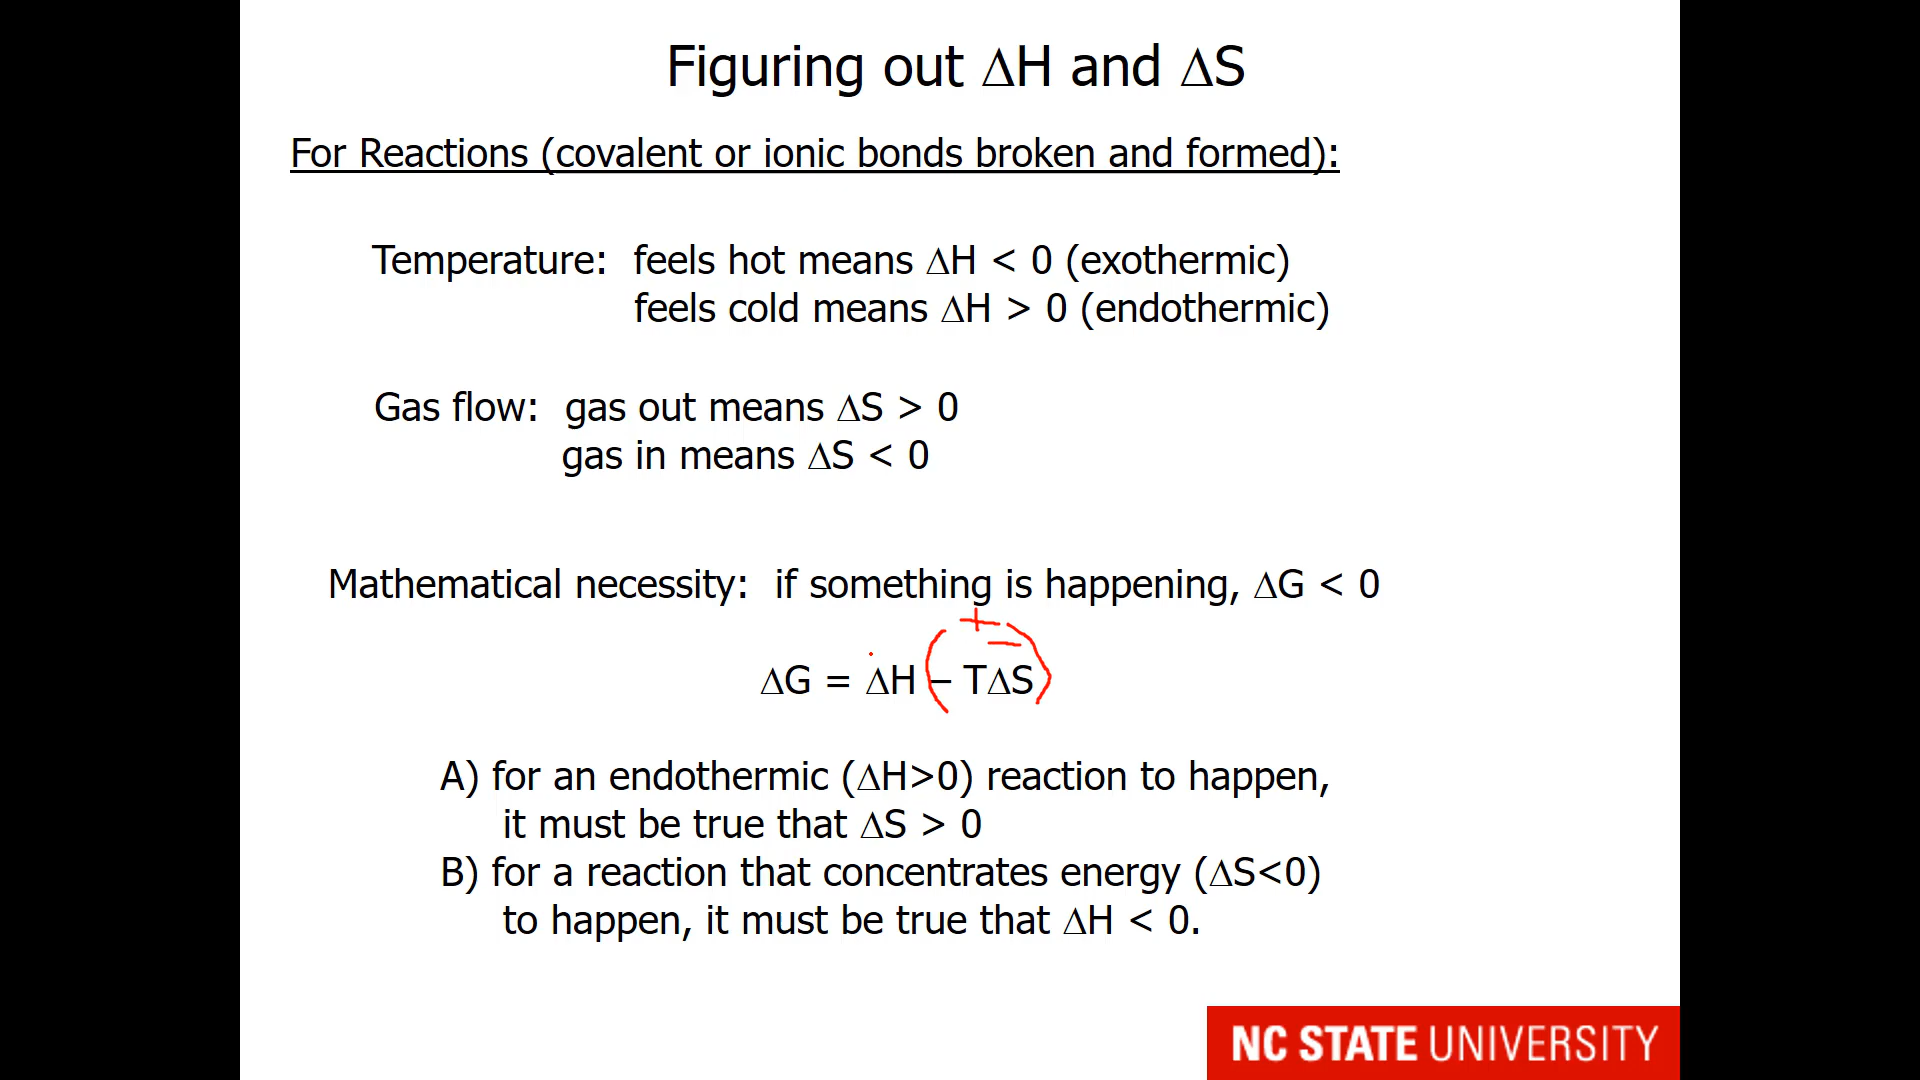 Figuring out ΔH and ΔS
For Reactions (covalent or ionic bonds broken and formed):
Temperature: feels hot means ΔH < 0 (exothermic)
feels cold means ΔH > 0 (endothermic)
Gas flow: gas out means ΔS > 0
gas in means ΔS < 0
Mathematical necessity: if something is happening, ΔG < 0
+ −
ΔG = ΔH (– TΔS)
A) for an endothermic (ΔH>0) reaction to happen,
it must be true that ΔS > 0
B) for a reaction that concentrates energy (ΔS<0)
to happen, it must be true that ΔH < 0.
NC STATE UNIVERSITY